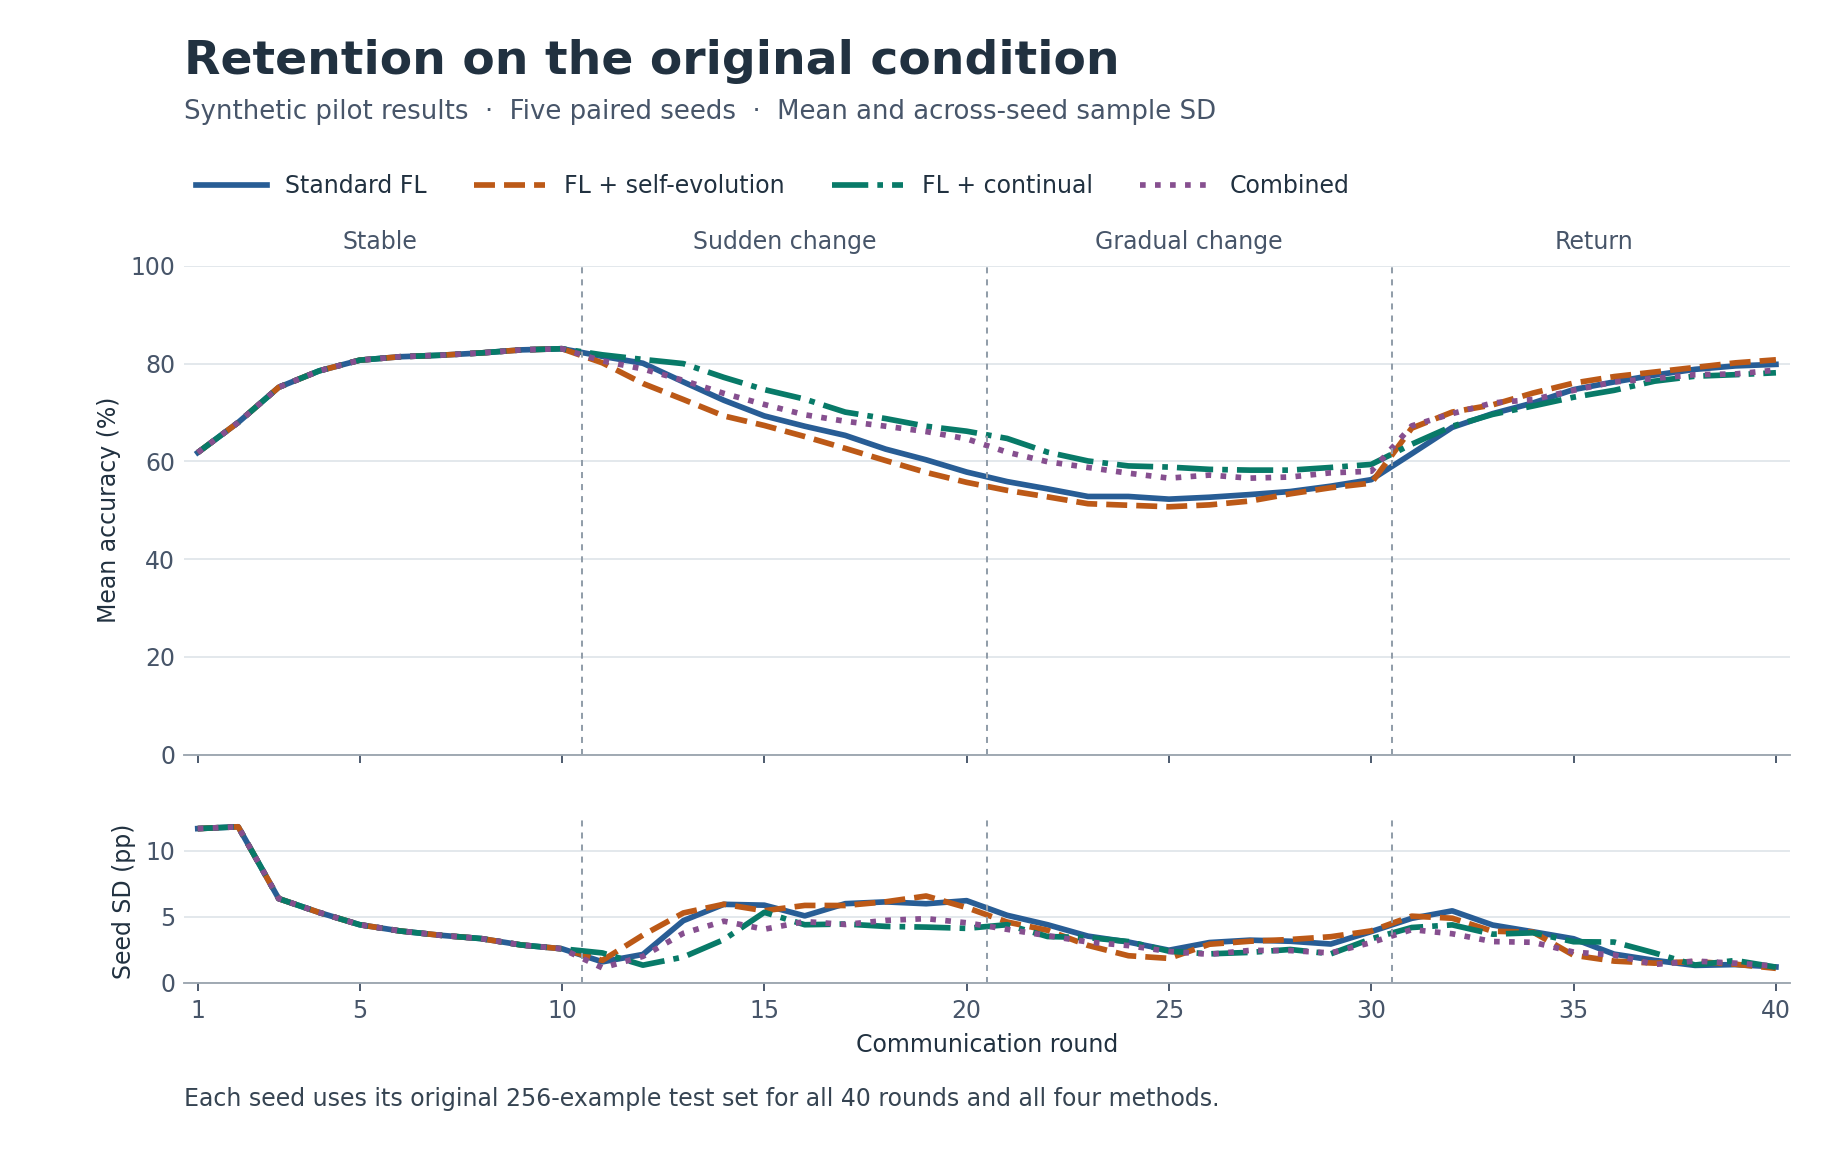 Retention on the original condition
Synthetic pilot results · Five paired seeds · Mean and across-seed sample SD
Standard FL FL + self-evolution FL + continual Combined
Stable Sudden change Gradual change Return
Mean accuracy (%)
100
80
60
40
20
0
Seed SD (pp)
10
5
0
1 5 10 15 20 25 30 35 40
Communication round
Each seed uses its original 256-example test set for all 40 rounds and all four methods.